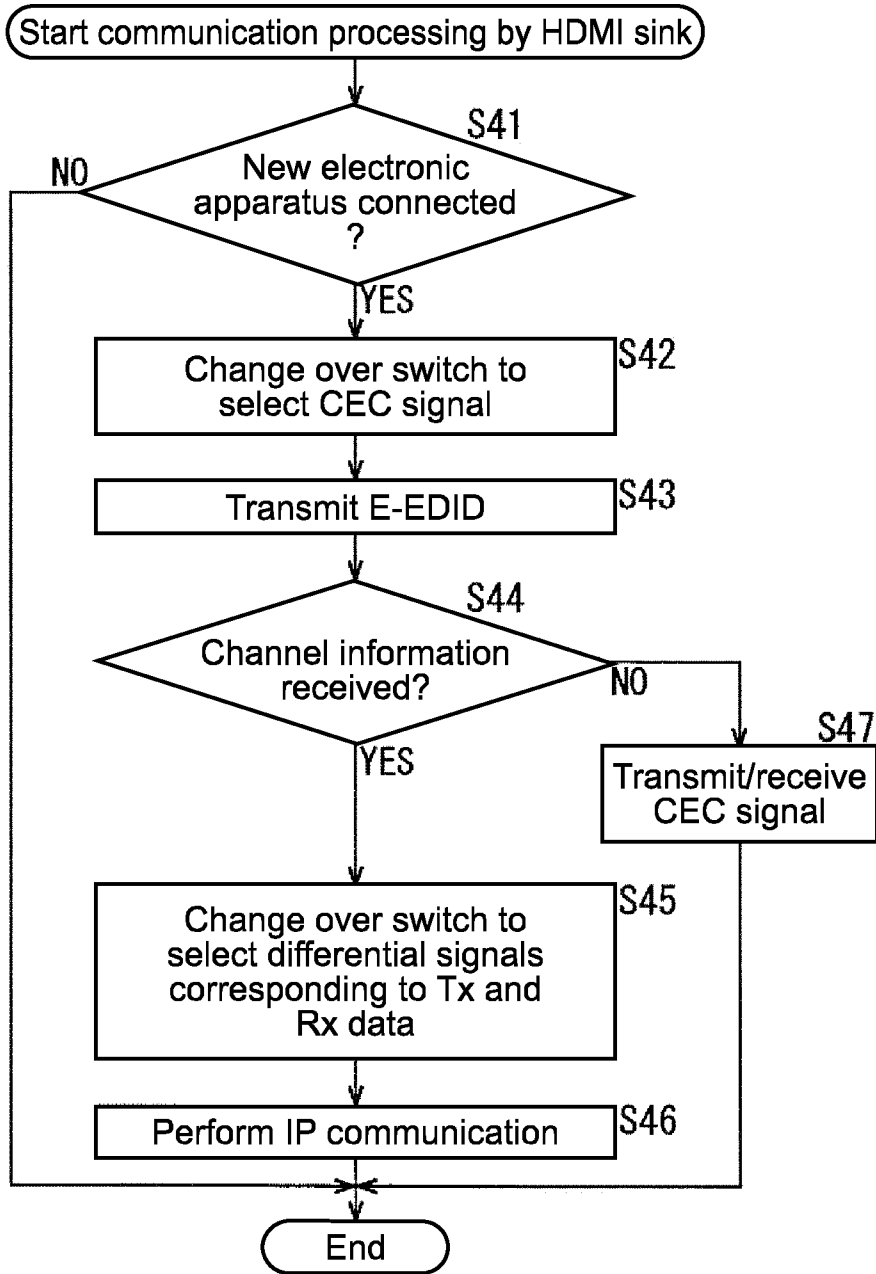 Start communication processing by HDMI sink
S41
NO
New electronic
apparatus connected
?
YES
S42
Change over switch to
select CEC signal
S43
Transmit E-EDID
S44
Channel information
received?
NO
YES
S47
Transmit/receive
CEC signal
S45
Change over switch to
select differential signals
corresponding to Tx and
Rx data
S46
Perform IP communication
End